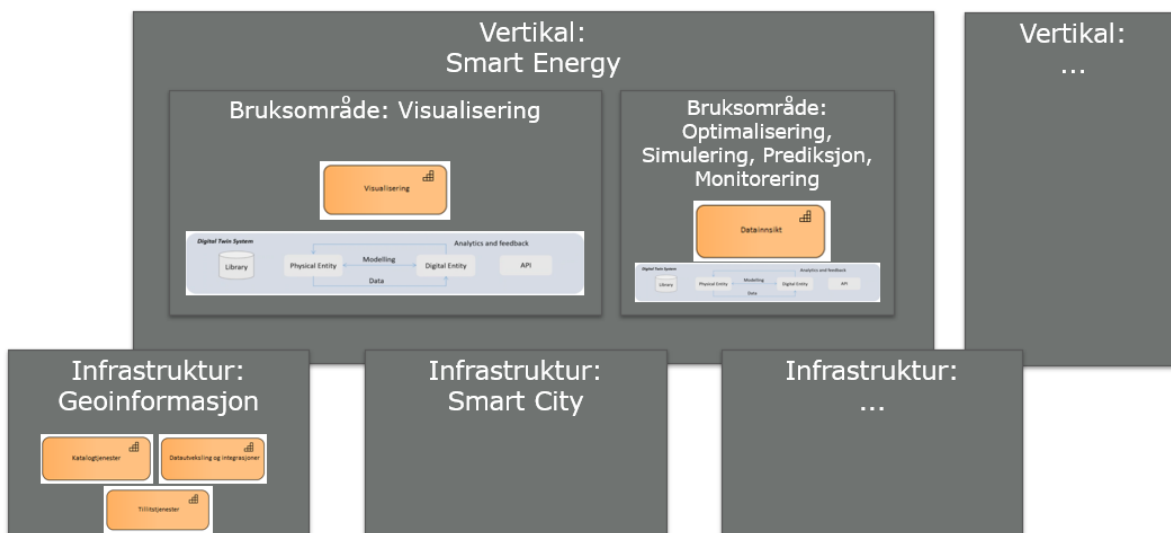 Vertikal:
Smart Energy
Bruksområde: Visualisering
Visualisering
Digital Twin System
Analytics and feedback
Library
Physical Entity
Modelling
Digital Entity
API
Data
Bruksområde:
Optimalisering,
Simulering, Prediksjon,
Monitorering
Datainnsikt
Digital Twin System
Analytics and feedback
Library
Physical Entity
Modelling
Digital Entity
API
Data
Vertikal:
...
Infrastruktur:
Geoinformasjon
Katalogtjenester
Datautveksling og integrasjoner
Tillitstjenester
Infrastruktur:
Smart City
Infrastruktur:
...